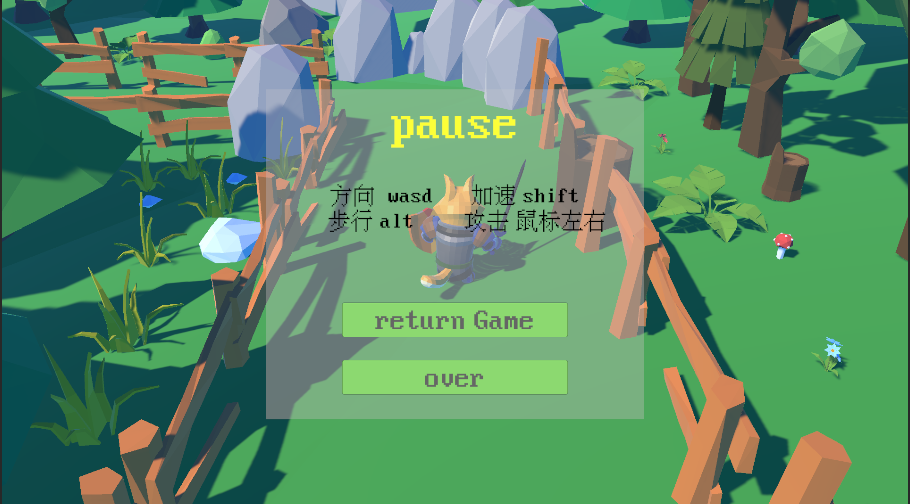 pause
方向 wasd 加速 shift
步行 alt 攻击 鼠标左右
return Game
over